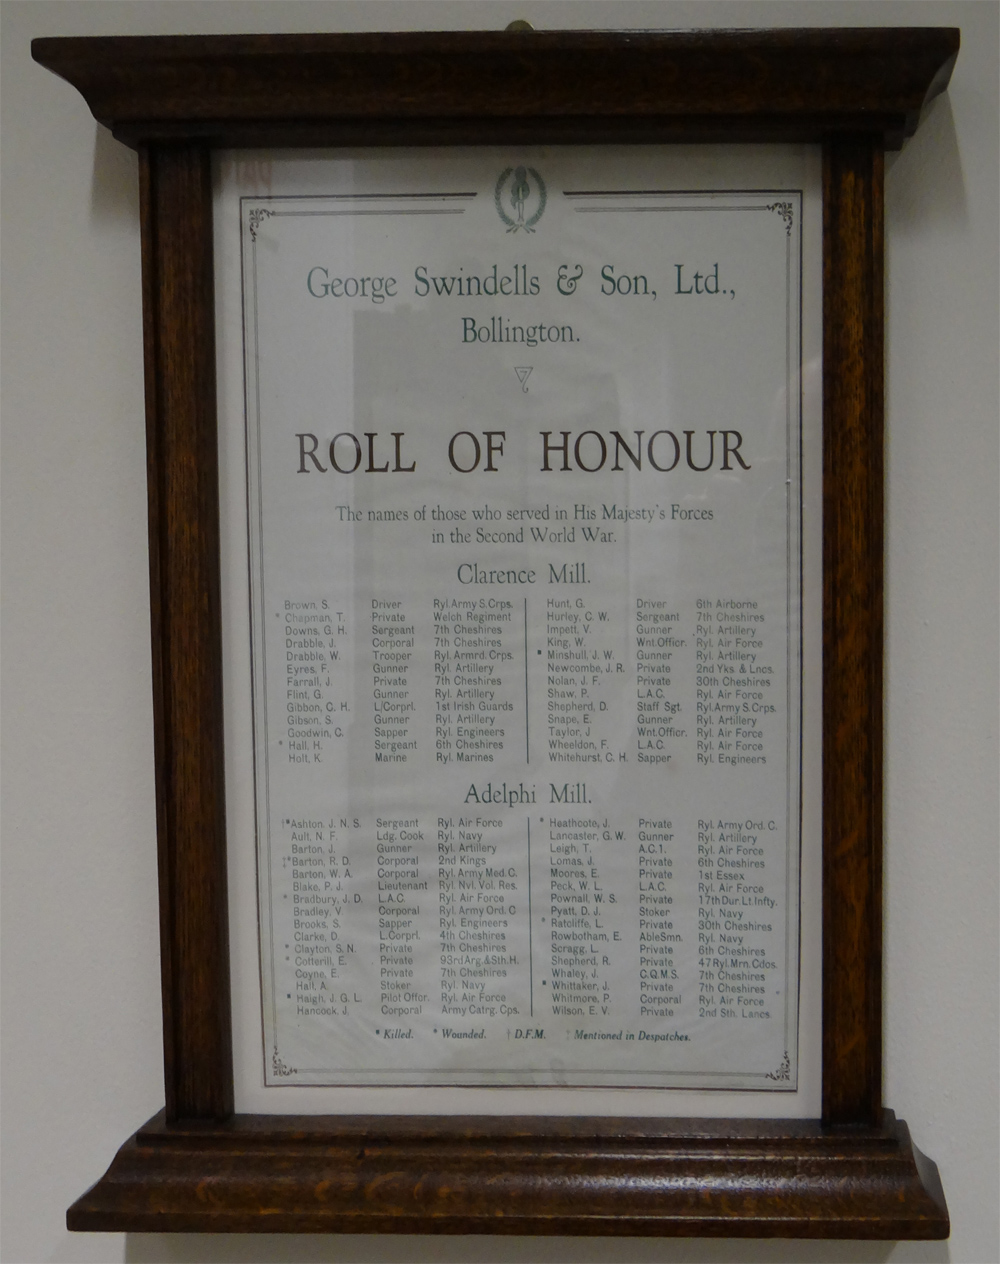 George Swindells & Son, Ltd.,
Bollington.
ROLL OF HONOUR
The names of those who served in His Majesty's Forces
in the Second World War.
Clarence Mill.
Brown, S. Driver Ryl. Army S. Crps.
* Chapman, T. Private Welch Regiment
Downs, G. H. Sergeant 7th Cheshires
Drabble, J. Corporal 7th Cheshires
Drabble, W. Trooper Ryl. Armrd. Crps.
Eyres, F. Gunner Ryl. Artillery
Farrall, J. Private 7th Cheshires
Flint, G. Gunner Ryl. Artillery
Gibbon, C. H. L/Corprl. 1st Irish Guards
Gibson, S. Gunner Ryl. Artillery
Goodwin, C. Sapper Ryl. Engineers
* Hall, H. Sergeant 6th Cheshires
Holt, K. Marine Ryl. Marines
Hunt, G. Driver 6th Airborne
Hurley, C. W. Sergeant 7th Cheshires
Impett, V. Gunner Ryl. Artillery
King, W. Wnt.Officr. Ryl. Air Force
■ Minshull, J. W. Gunner Ryl. Artillery
Newcombe, J. R. Private 2nd Yks & Lncs.
Nolan, J. F. Private 30th Cheshires
Shaw, P. L.A.C. Ryl. Air Force
Shepherd, D. Staff Sgt. Ryl. Army S. Crps.
Snape, E. Gunner Ryl. Artillery
Taylor, J Wnt.Officr. Ryl. Air Force
Wheeldon, F. L.A.C. Ryl. Air Force
Whitehurst, C. H. Sapper Ryl. Engineers
Adelphi Mill.
†■Ashton, J. N. S. Sergeant Ryl. Air Force
Ault, N. F. Ldg. Cook Ryl. Navy
Barton, J. Gunner Ryl. Artillery
‡*Barton, R. D. Corporal 2nd Kings
Barton, W. A. Corporal Ryl. Army Med. C.
Blake, P. J. Lieutenant Ryl. Nvl. Vol. Res.
* Bradbury, J. D. L.A.C. Ryl. Air Force
Bradley, V. Corporal Ryl. Army Ord. C
Brooks, S. Sapper Ryl. Engineers
Clarke, D. L.Corprl. 4th Cheshires
* Clayton, S. N. Private 7th Cheshires
* Cotterill, E. Private 93rd Arg. & Sth. H.
Coyne, E. Private 7th Cheshires
Hall, A. Stoker Ryl. Navy
■ Haigh, J. G. L. Pilot Offcr. Ryl. Air Force
Hancock, J. Corporal Army Catrg. Cps.
* Heathcote, J. Private Ryl. Army Ord. C.
Lancaster, G. W. Gunner Ryl. Artillery
Leigh, T. A.C.1. Ryl. Air Force
Lomas, J. Private 6th Cheshires
Moores, E. Private 1st Essex
Peck, W. L. L.A.C. Ryl. Air Force
Pownall, W. S. Private 17th Dur. Lt. Infty.
Pyatt, D. J. Stoker Ryl. Navy
* Ratcliffe, L. Private 30th Cheshires
Rowbotham, E. AbleSmn. Ryl. Navy
Scragg, L. Private 6th Cheshires
Shepherd, R. Private 47 Ryl. Mrn. Cdos.
Whaley, J. C.Q.M.S. 7th Cheshires
■ Whittaker, J. Private 7th Cheshires
Whitmore, P. Corporal Ryl. Air Force
Wilson, E. V. Private 2nd Sth. Lancs.
■ Killed. * Wounded. † D.F.M. ‡ Mentioned in Despatches.